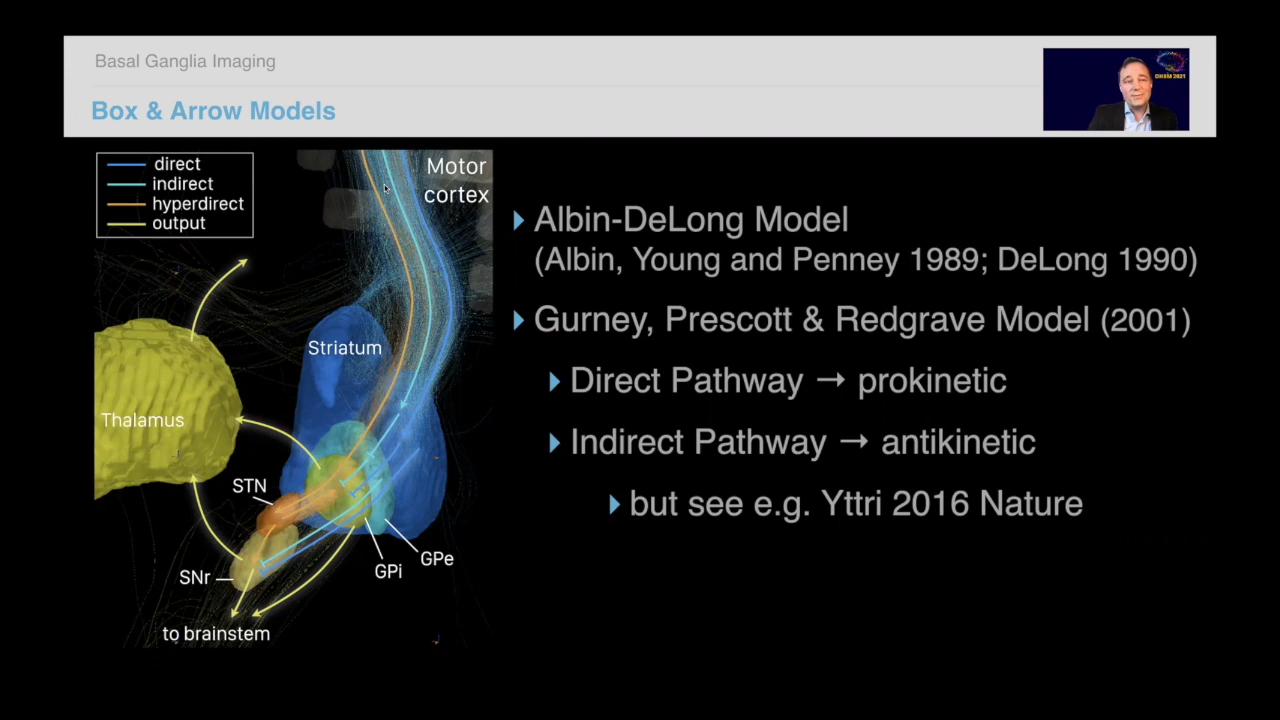 Basal Ganglia Imaging
Box & Arrow Models
OHBM 2021
direct
indirect
hyperdirect
output
Motor
cortex
Striatum
Thalamus
STN
SNr
GPi
GPe
to brainstem
Albin-DeLong Model
(Albin, Young and Penney 1989; DeLong 1990)
Gurney, Prescott & Redgrave Model (2001)
Direct Pathway → prokinetic
Indirect Pathway → antikinetic
but see e.g. Yttri 2016 Nature